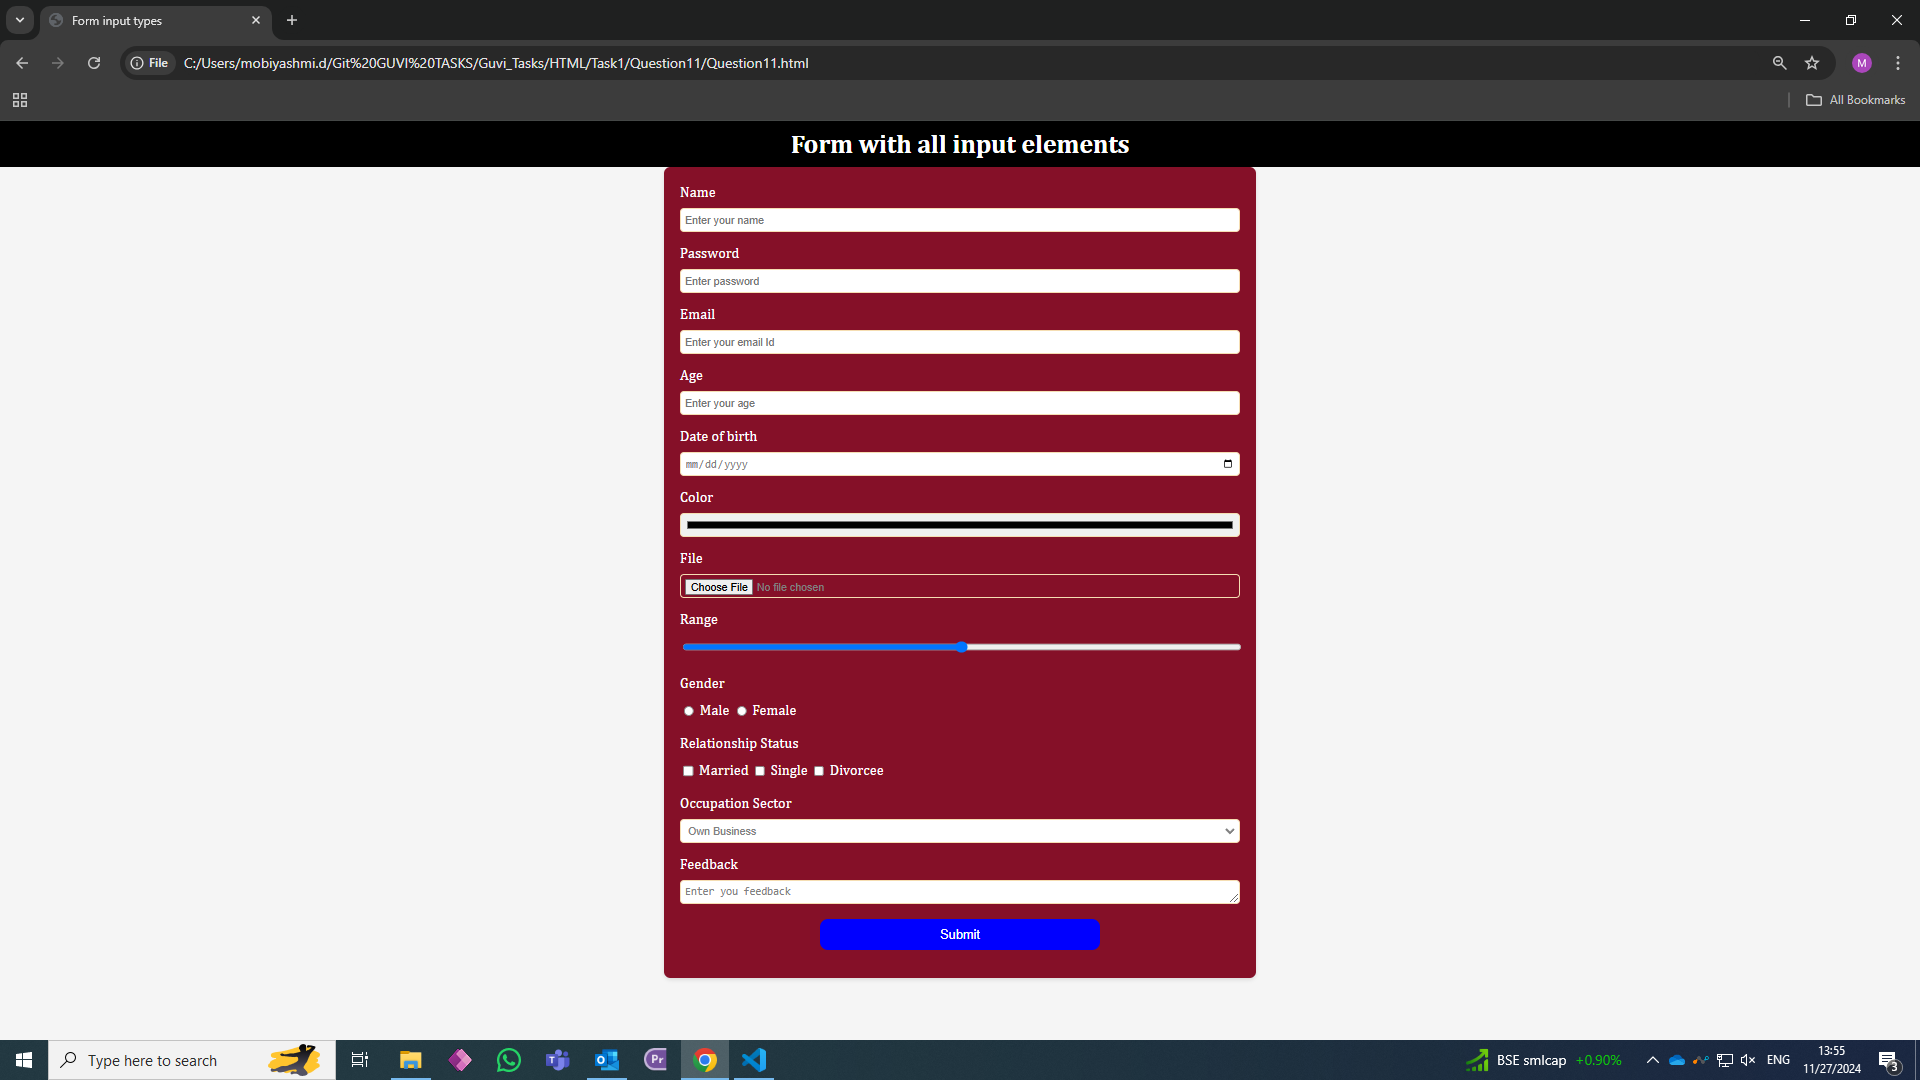 Form input types
File
C:/Users/mobiyashmi.d/Git%20GUVI%20TASKS/Guvi_Tasks/HTML/Task1/Question11/Question11.html
M
All Bookmarks
Form with all input elements
Name
Enter your name
Password
Enter password
Email
Enter your email Id
Age
Enter your age
Date of birth
mm/dd/yyyy
Color
File
Choose File No file chosen
Range
Gender
Male Female
Relationship Status
Married Single Divorcee
Occupation Sector
Own Business
Feedback
Enter you feedback
Submit
Type here to search
Pr
BSE smlcap +0.90%
ENG
13:55
11/27/2024
3